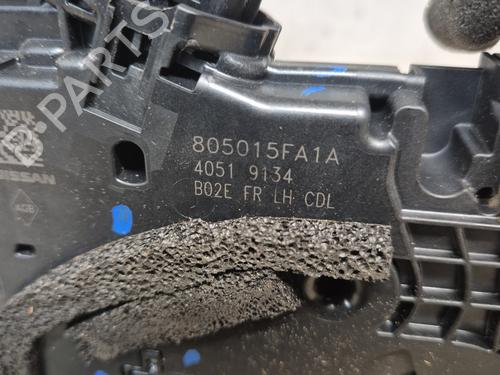 805015FA1A
4051 9134
B02E FR LH CDL
NISSAN
B-PARTS